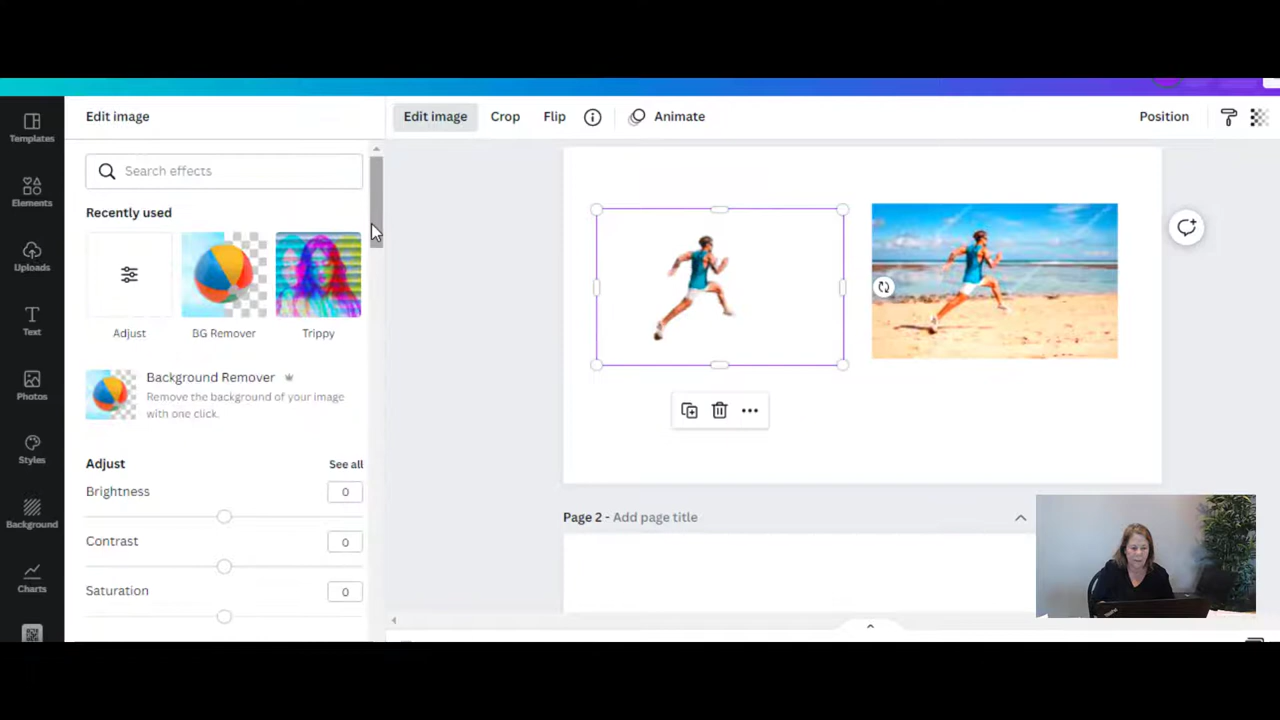 Edit image
Edit image
Crop
Flip
Animate
Position
Templates
Elements
Uploads
Text
Photos
Styles
Background
Charts
Search effects
Recently used
Adjust
BG Remover
Trippy
Background Remover
Remove the background of your image
with one click.
Adjust
See all
Brightness
0
Contrast
0
Saturation
0
Page 2 - Add page title